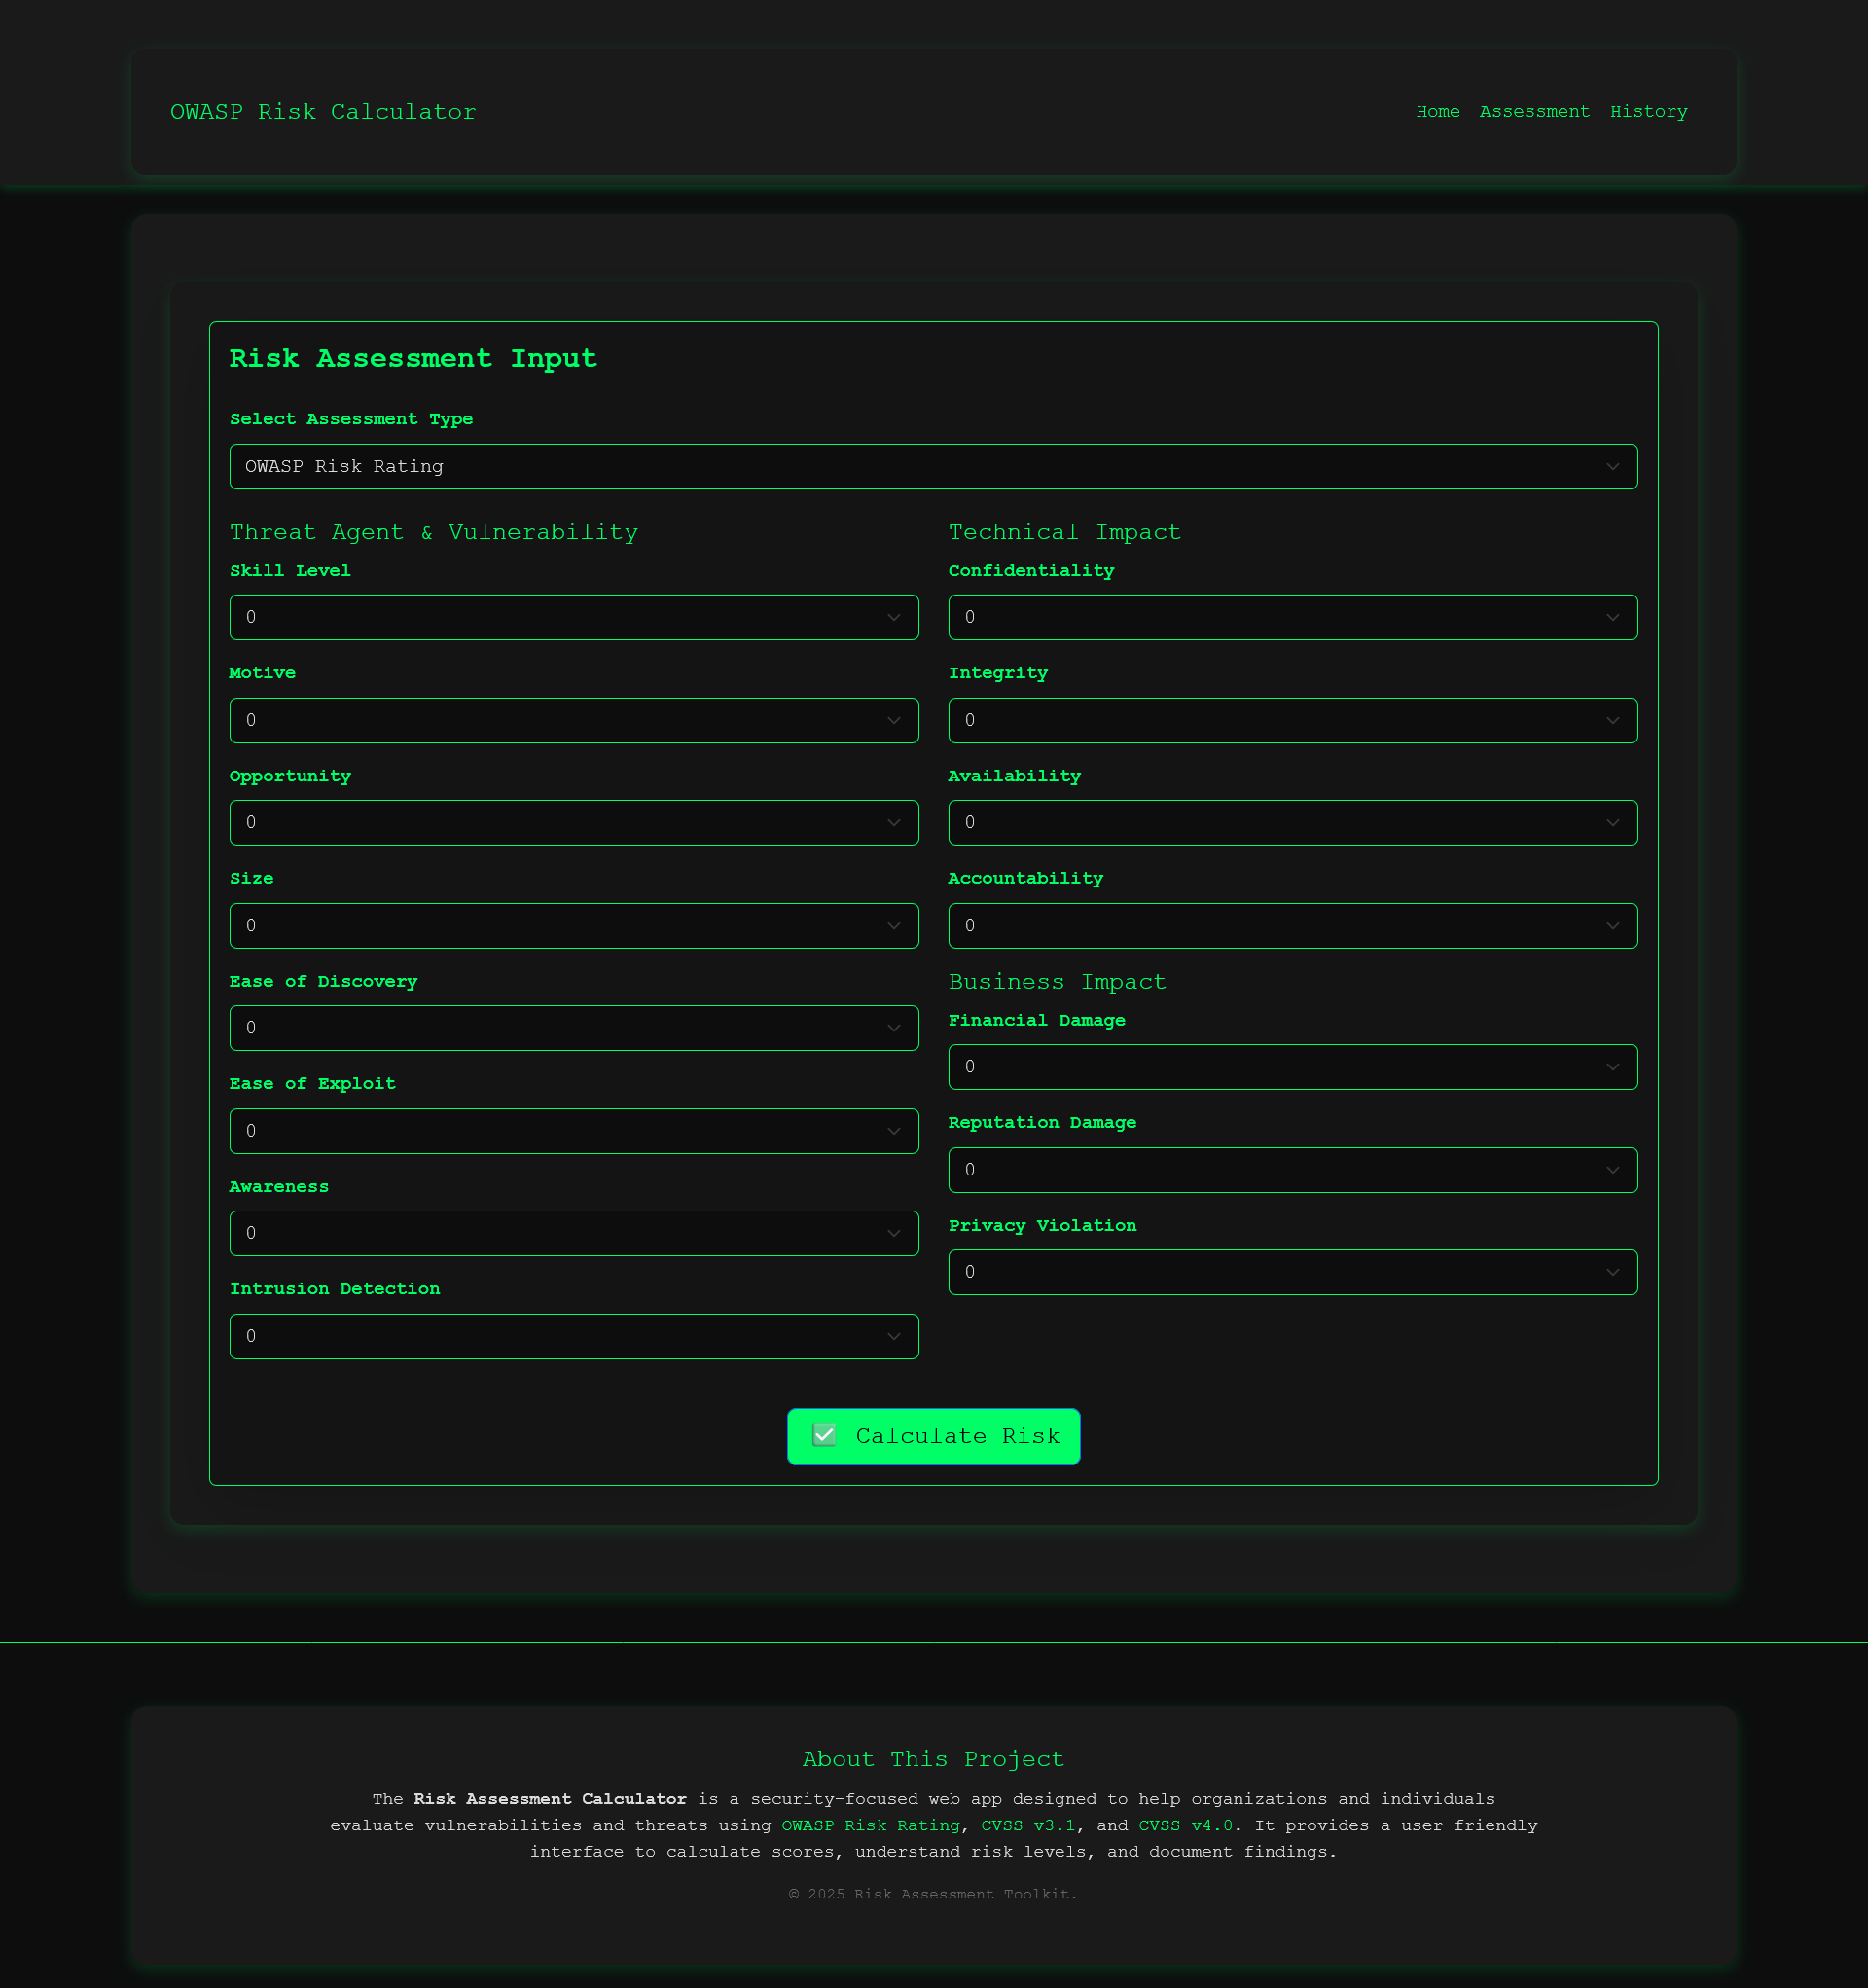 OWASP Risk Calculator
Home Assessment History
Risk Assessment Input
Select Assessment Type
OWASP Risk Rating
Threat Agent & Vulnerability
Skill Level
0
Motive
0
Opportunity
0
Size
0
Ease of Discovery
0
Ease of Exploit
0
Awareness
0
Intrusion Detection
0
Technical Impact
Confidentiality
0
Integrity
0
Availability
0
Accountability
0
Business Impact
Financial Damage
0
Reputation Damage
0
Privacy Violation
0
✅ Calculate Risk
About This Project
The Risk Assessment Calculator is a security-focused web app designed to help organizations and individuals
evaluate vulnerabilities and threats using OWASP Risk Rating, CVSS v3.1, and CVSS v4.0. It provides a user-friendly
interface to calculate scores, understand risk levels, and document findings.
© 2025 Risk Assessment Toolkit.